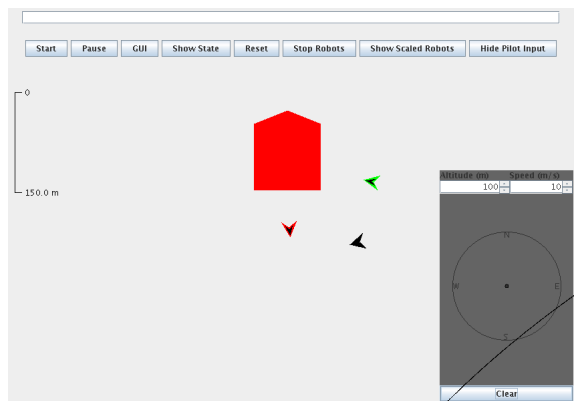 Start Pause GUI Show State Reset Stop Robots Show Scaled Robots Hide Pilot Input
0
150.0 m
Altitude (m) Speed (m/s)
100 10
N
W E
S
Clear